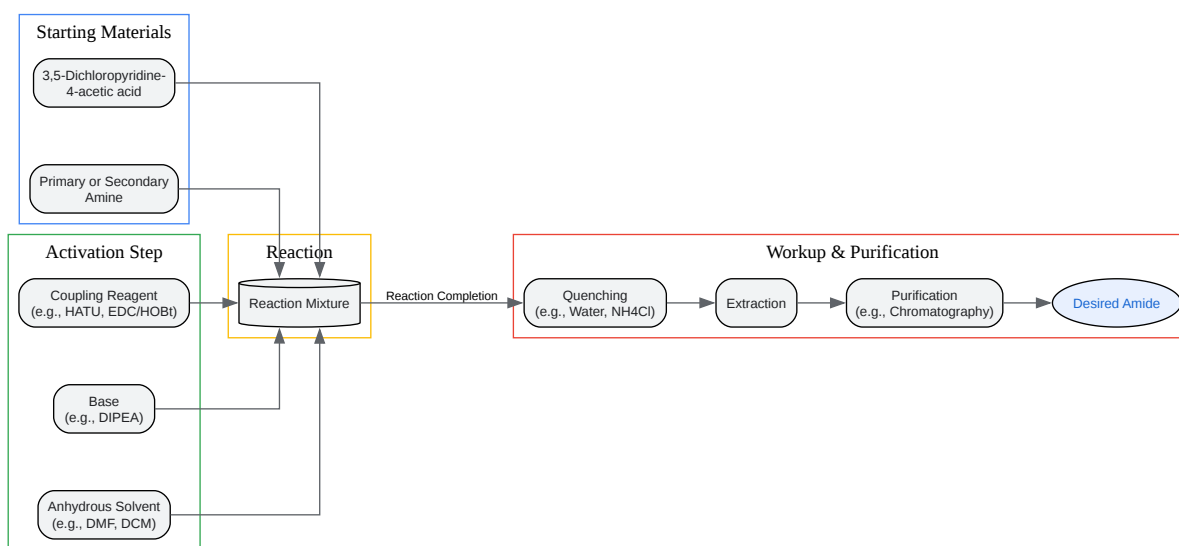 Starting Materials
3,5-Dichloropyridine-
4-acetic acid
Primary or Secondary
Amine
Activation Step
Coupling Reagent
(e.g., HATU, EDC/HOBt)
Base
(e.g., DIPEA)
Anhydrous Solvent
(e.g., DMF, DCM)
Reaction
Reaction Mixture
Reaction Completion
Workup & Purification
Quenching
(e.g., Water, NH4Cl)
Extraction
Purification
(e.g., Chromatography)
Desired Amide